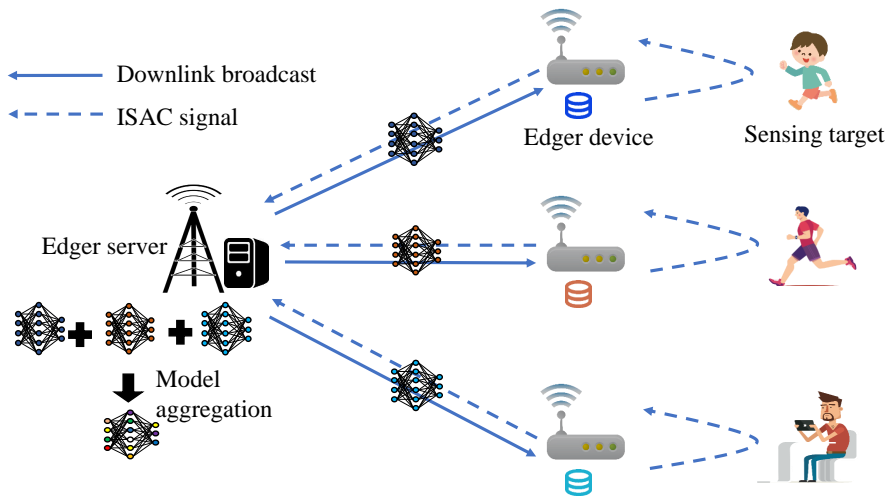 Downlink broadcast
ISAC signal
Edger device
Sensing target
Edger server
Model
aggregation